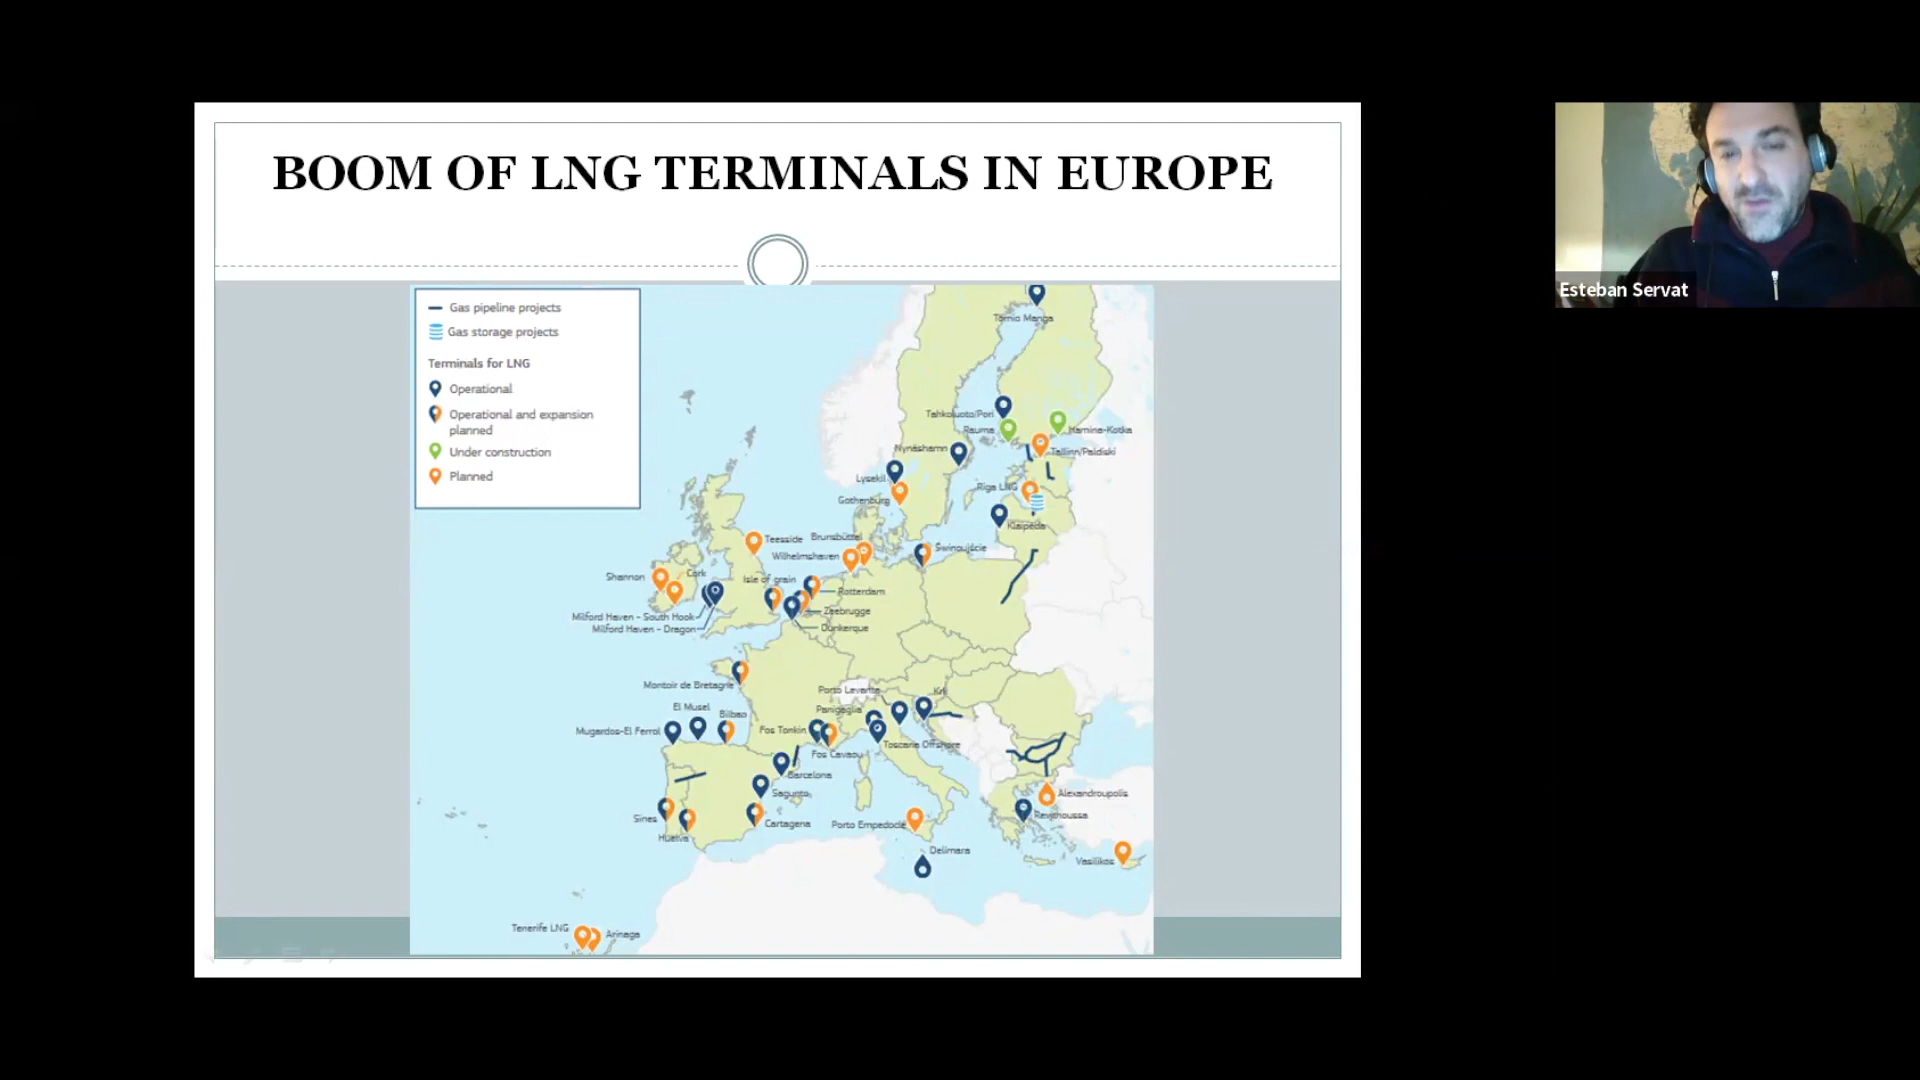 BOOM OF LNG TERMINALS IN EUROPE
Esteban Servat
Gas pipeline projects
Gas storage projects
Terminals for LNG
Operational
Operational and expansion
planned
Under construction
Planned
Tornio Manga
Tahkoluoto/Pori
Rauma
Hamina-Kotka
Nynäshamn
Tallinn/Paldiski
Lysekil
Riga LNG
Gothenburg
Klaipėda
Teesside
Brunsbüttel
Świnoujście
Wilhelmshaven
Shannon
Cork
Isle of grain
Rotterdam
Milford Haven - South Hook
Zeebrugge
Milford Haven - Dragon
Dunkerque
Montoir de Bretagne
Porto Levante
Krk
El Musel
Bilbao
Panigaglia
Mugardos-El Ferrol
Fos Tonkin
Toscana Offshore
Fos Cavaou
Barcelona
Sagunto
Alexandroupolis
Sines
Cartagena
Porto Empedocle
Revithoussa
Huelva
Delimara
Vasilikos
Tenerife LNG
Arinaga